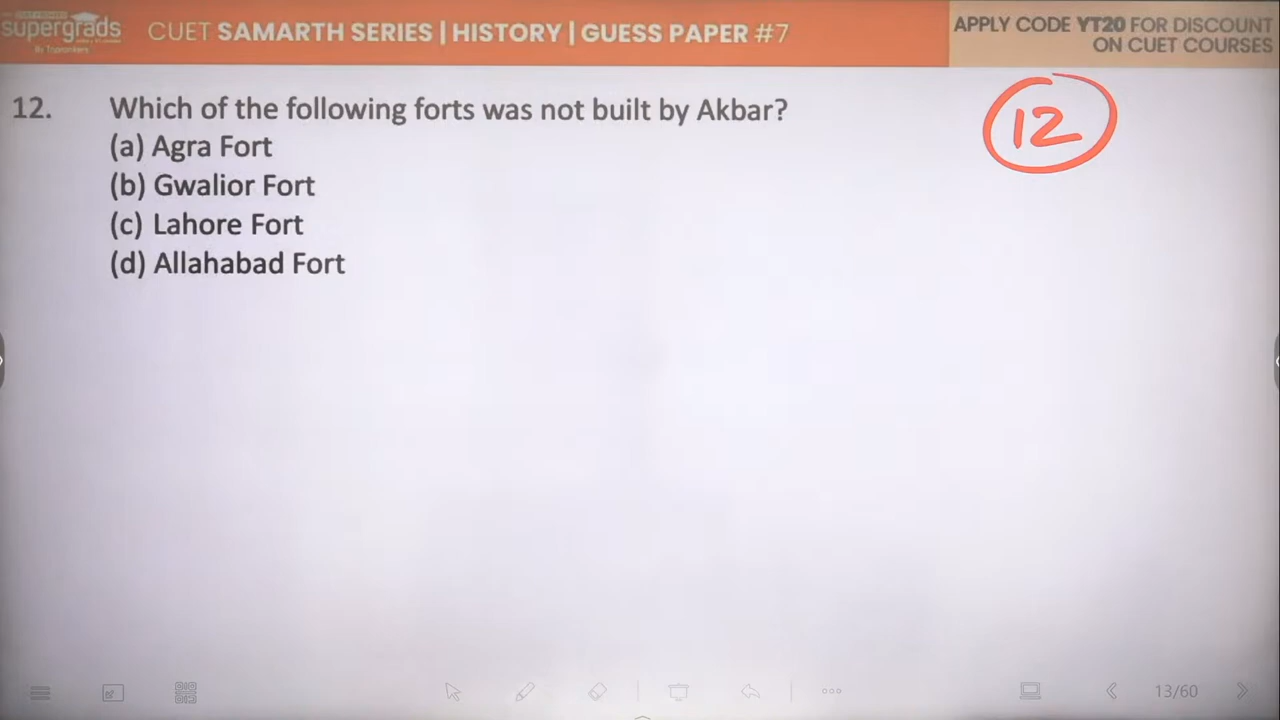 supergrads
By Toprankers
CUET SAMARTH SERIES | HISTORY | GUESS PAPER #7
APPLY CODE YT20 FOR DISCOUNT
ON CUET COURSES
12
12. Which of the following forts was not built by Akbar?
(a) Agra Fort
(b) Gwalior Fort
(c) Lahore Fort
(d) Allahabad Fort
13/60